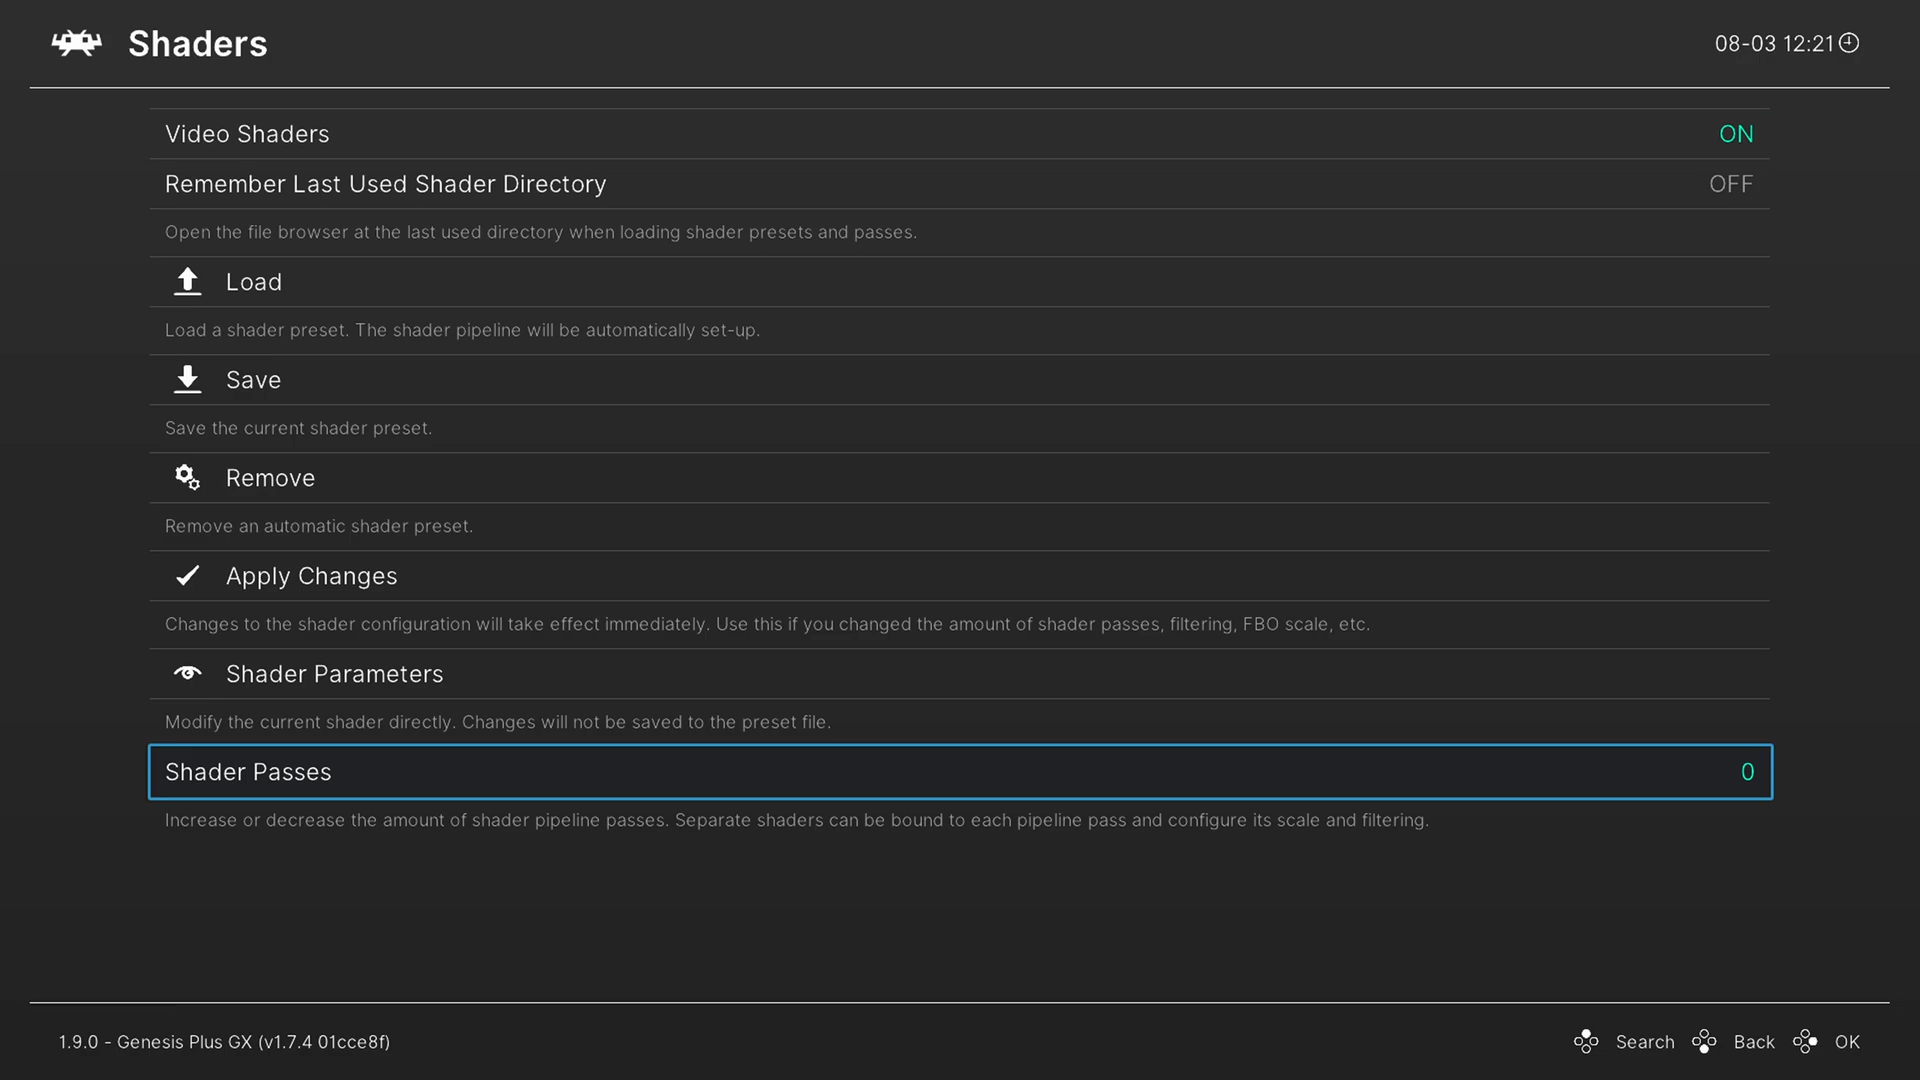 Shaders
08-03 12:21
Video Shaders ON
Remember Last Used Shader Directory OFF
Open the file browser at the last used directory when loading shader presets and passes.
Load
Load a shader preset. The shader pipeline will be automatically set-up.
Save
Save the current shader preset.
Remove
Remove an automatic shader preset.
Apply Changes
Changes to the shader configuration will take effect immediately. Use this if you changed the amount of shader passes, filtering, FBO scale, etc.
Shader Parameters
Modify the current shader directly. Changes will not be saved to the preset file.
Shader Passes 0
Increase or decrease the amount of shader pipeline passes. Separate shaders can be bound to each pipeline pass and configure its scale and filtering.
1.9.0 - Genesis Plus GX (v1.7.4 01cce8f)
Search Back OK